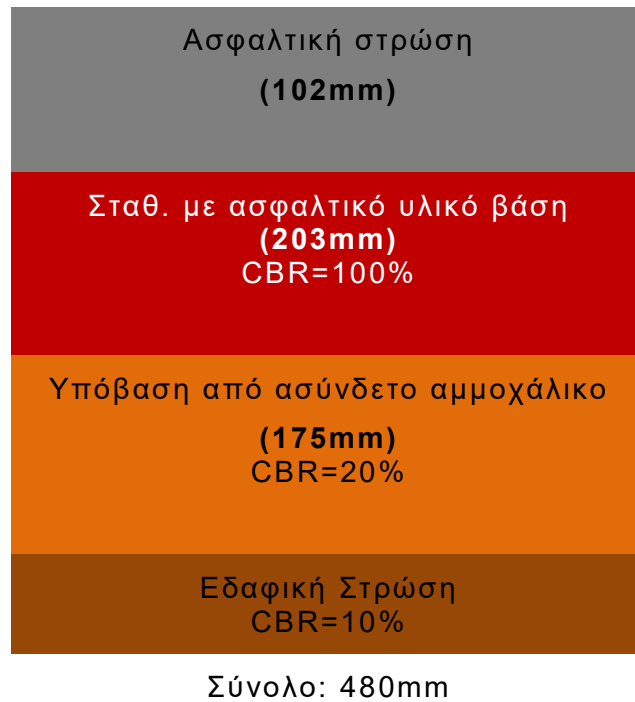 Ασφαλτική στρώση
(102mm)
Σταθ. με ασφαλτικό υλικό βάση
(203mm)
CBR=100%
Υπόβαση από ασύνδετο αμμοχάλικο
(175mm)
CBR=20%
Εδαφική Στρώση
CBR=10%
Σύνολο: 480mm